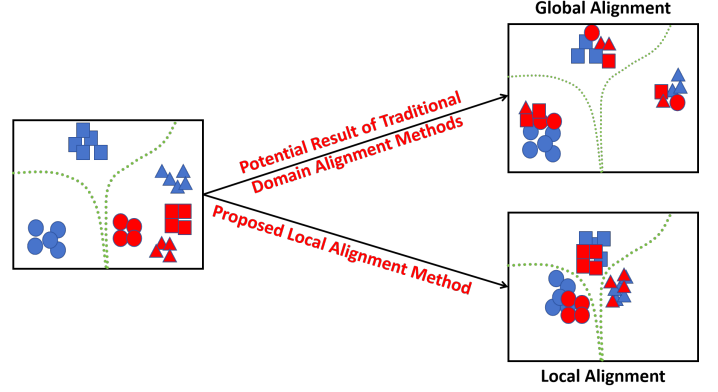 Global Alignment
Potential Result of Traditional
Domain Alignment Methods
Proposed Local Alignment Method
Local Alignment